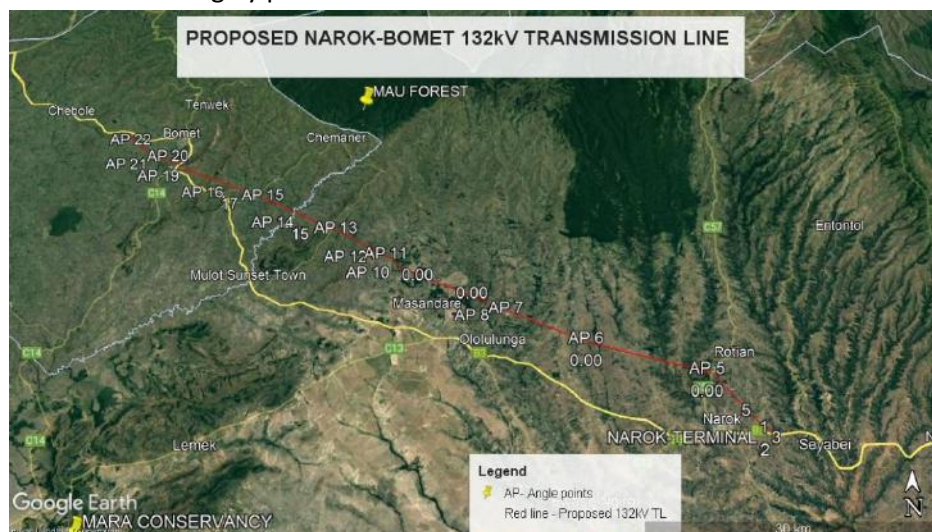 PROPOSED NAROK-BOMET 132kV TRANSMISSION LINE
MAU FOREST
Chebole
Tenwek
Bomet
Chemaner
AP 22
AP 20
AP 21
AP 19
C14
AP 16
17
AP 15
AP 14
15
AP 13
C57
Entontol
AP 12
AP 11
AP 10
0.00
Mulot Sunset Town
Masandare
0.00
AP 8
AP 7
Ololulunga
C13
AP 6
0.00
Rotian
AP 5
0.00
C14
5
Narok
1
NAROK TERMINAL
3
2
Seyabei
C14
Lemek
Legend
AP- Angle points
Red line - Proposed 132kV TL
Google Earth
MARA CONSERVANCY
30 km
N